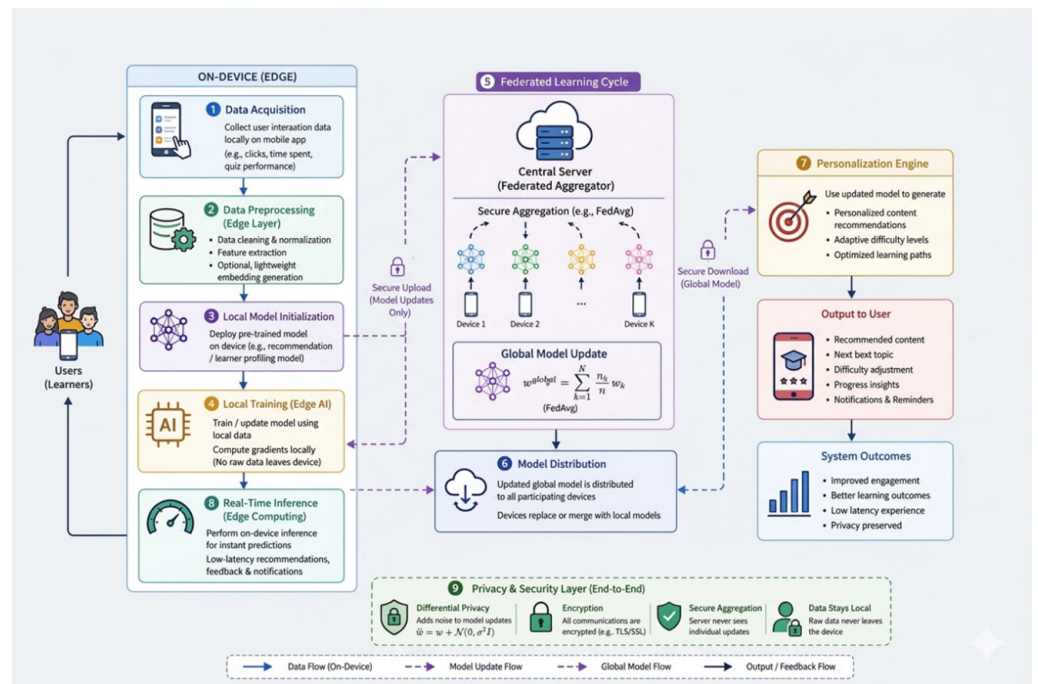 ON-DEVICE (EDGE)
1 Data Acquisition
Collect user interaation data
locally on mobile app
(e.g., clicks, time spent,
quiz performance)
2 Data Preprocessing
(Edge Layer)
• Data cleaning & normalization
• Feature extraction
• Optional, lightweight
embedding generation
3 Local Model Initialization
Deploy pre-trained model
on device (e.g., recommendation
/ learner profiling model)
4 Local Training (Edge AI)
AI
Train / update model using
local data
Compute gradients locally
(No raw data leaves device)
8 Real-Time Inference
(Edge Computing)
Perform on-device inference
for instant predictions
Low-latency recommendations,
feedback & notifications
Users
(Learners)
Secure Upload
(Model Updates
Only)
5 Federated Learning Cycle
Central Server
(Federated Aggregator)
Secure Aggregation (e.g., FedAvg)
Device 1
Device 2
...
Device K
Global Model Update
w^global = ∑_{k=1}^{N} n_k/n w_k
(FedAvg)
6 Model Distribution
Updated global model is distributed
to all participating devices
Devices replace or merge with local models
Secure Download
(Global Model)
7 Personalization Engine
Use updated model to generate
• Personalized content
recommendations
• Adaptive difficulty levels
• Optimized learning paths
Output to User
• Recommended content
• Next bext topic
• Difficulty adjustment
• Progress insights
• Notifications & Reminders
System Outcomes
• Improved engagement
• Better learning outcomes
• Low latency experience
• Privacy preserved
9 Privacy & Security Layer (End-to-End)
Differential Privacy
Adds noise to model updates
w̃ = w + N(0, σ²I)
Encryption
All communications are
encrypted (e.g., TLS/SSL)
Secure Aggregation
Server never sees
individual updates
Data Stays Local
Raw data never leaves
the device
Data Flow (On-Device)
Model Update Flow
Global Model Flow
Output / Feedback Flow